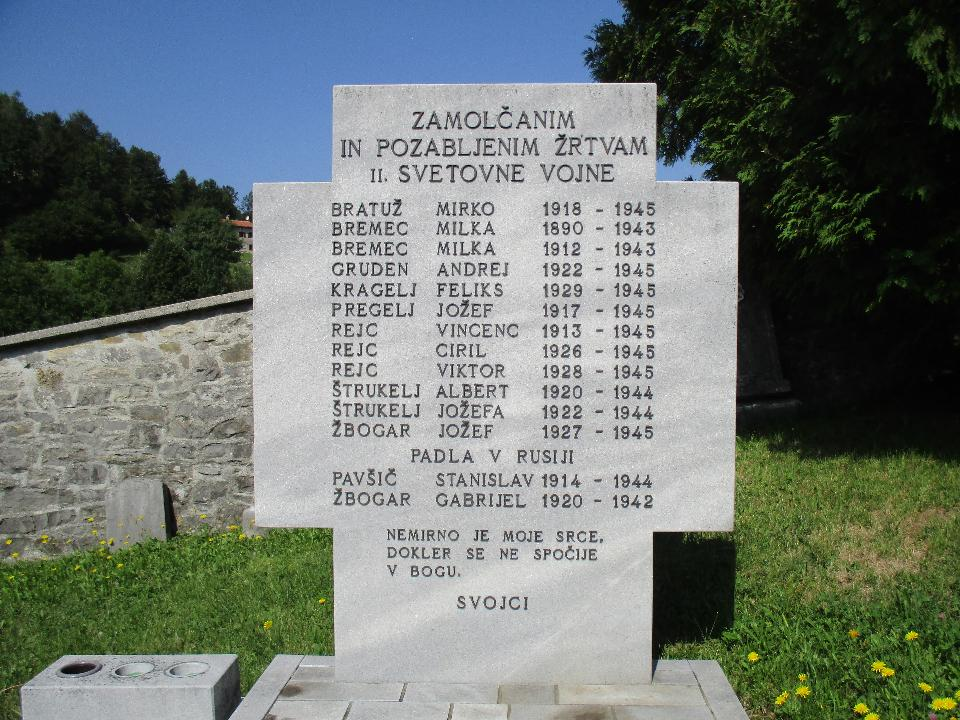 ZAMOLČANIM
IN POZABLJENIM ŽRTVAM
II. SVETOVNE VOJNE
BRATUŽ MIRKO 1918 - 1945
BREMEC MILKA 1890 - 1943
BREMEC MILKA 1912 - 1943
GRUDEN ANDREJ 1922 - 1945
KRAGELJ FELIKS 1929 - 1945
PREGELJ JOŽEF 1917 - 1945
REJC VINCENC 1913 - 1945
REJC CIRIL 1926 - 1945
REJC VIKTOR 1928 - 1945
ŠTRUKELJ ALBERT 1920 - 1944
ŠTRUKELJ JOŽEFA 1922 - 1944
ŽBOGAR JOŽEF 1927 - 1945
PADLA V RUSIJI
PAVŠIČ STANISLAV 1914 - 1944
ŽBOGAR GABRIJEL 1920 - 1942
NEMIRNO JE MOJE SRCE,
DOKLER SE NE SPOČIJE
V BOGU.
SVOJCI